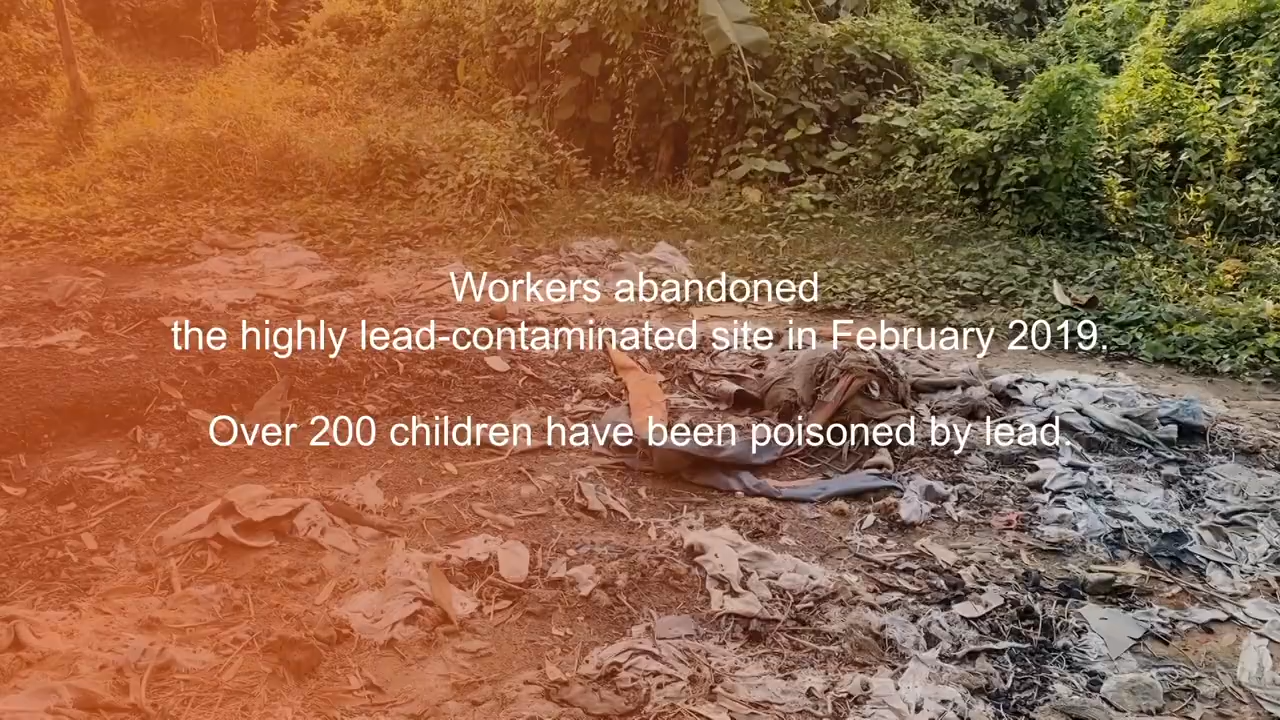 Workers abandoned
the highly lead-contaminated site in February 2019.
Over 200 children have been poisoned by lead.